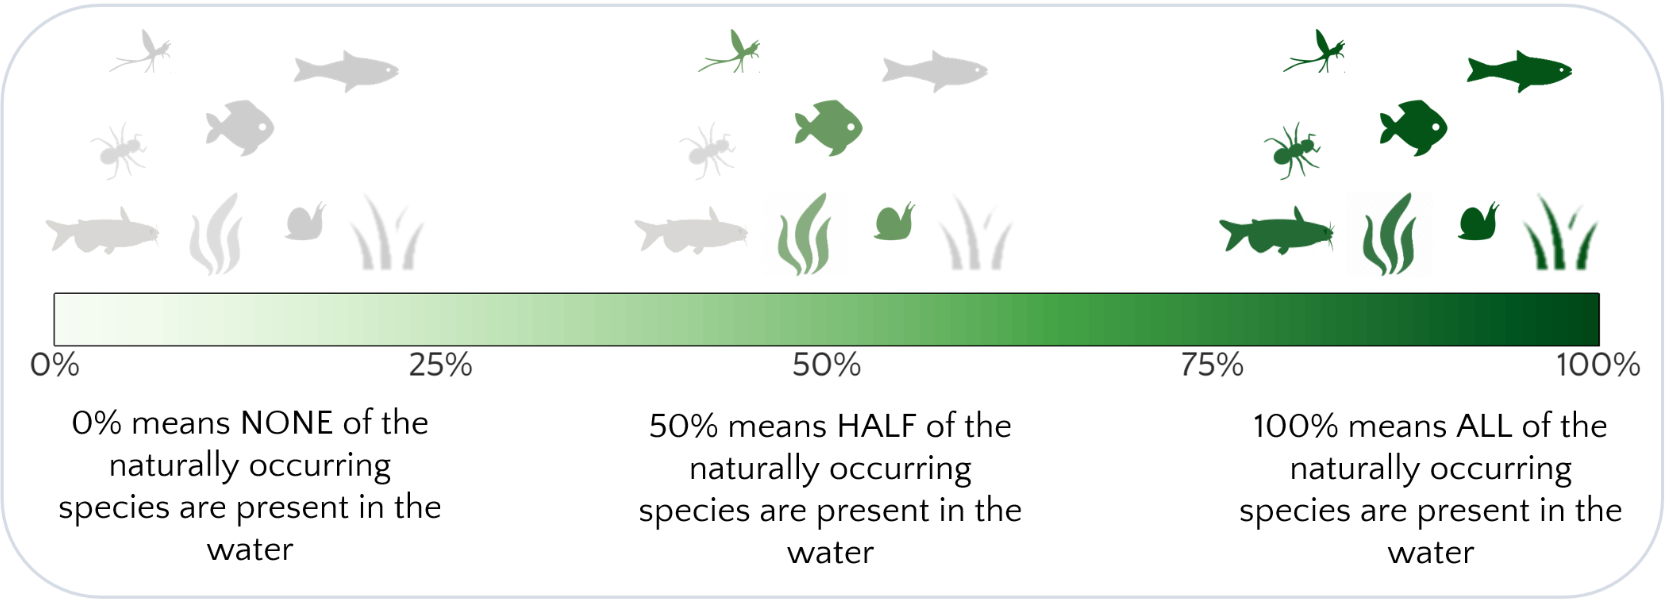 0%
25%
50%
75%
100%
0% means NONE of the
naturally occurring
species are present in the
water
50% means HALF of the
naturally occurring
species are present in the
water
100% means ALL of the
naturally occurring
species are present in the
water